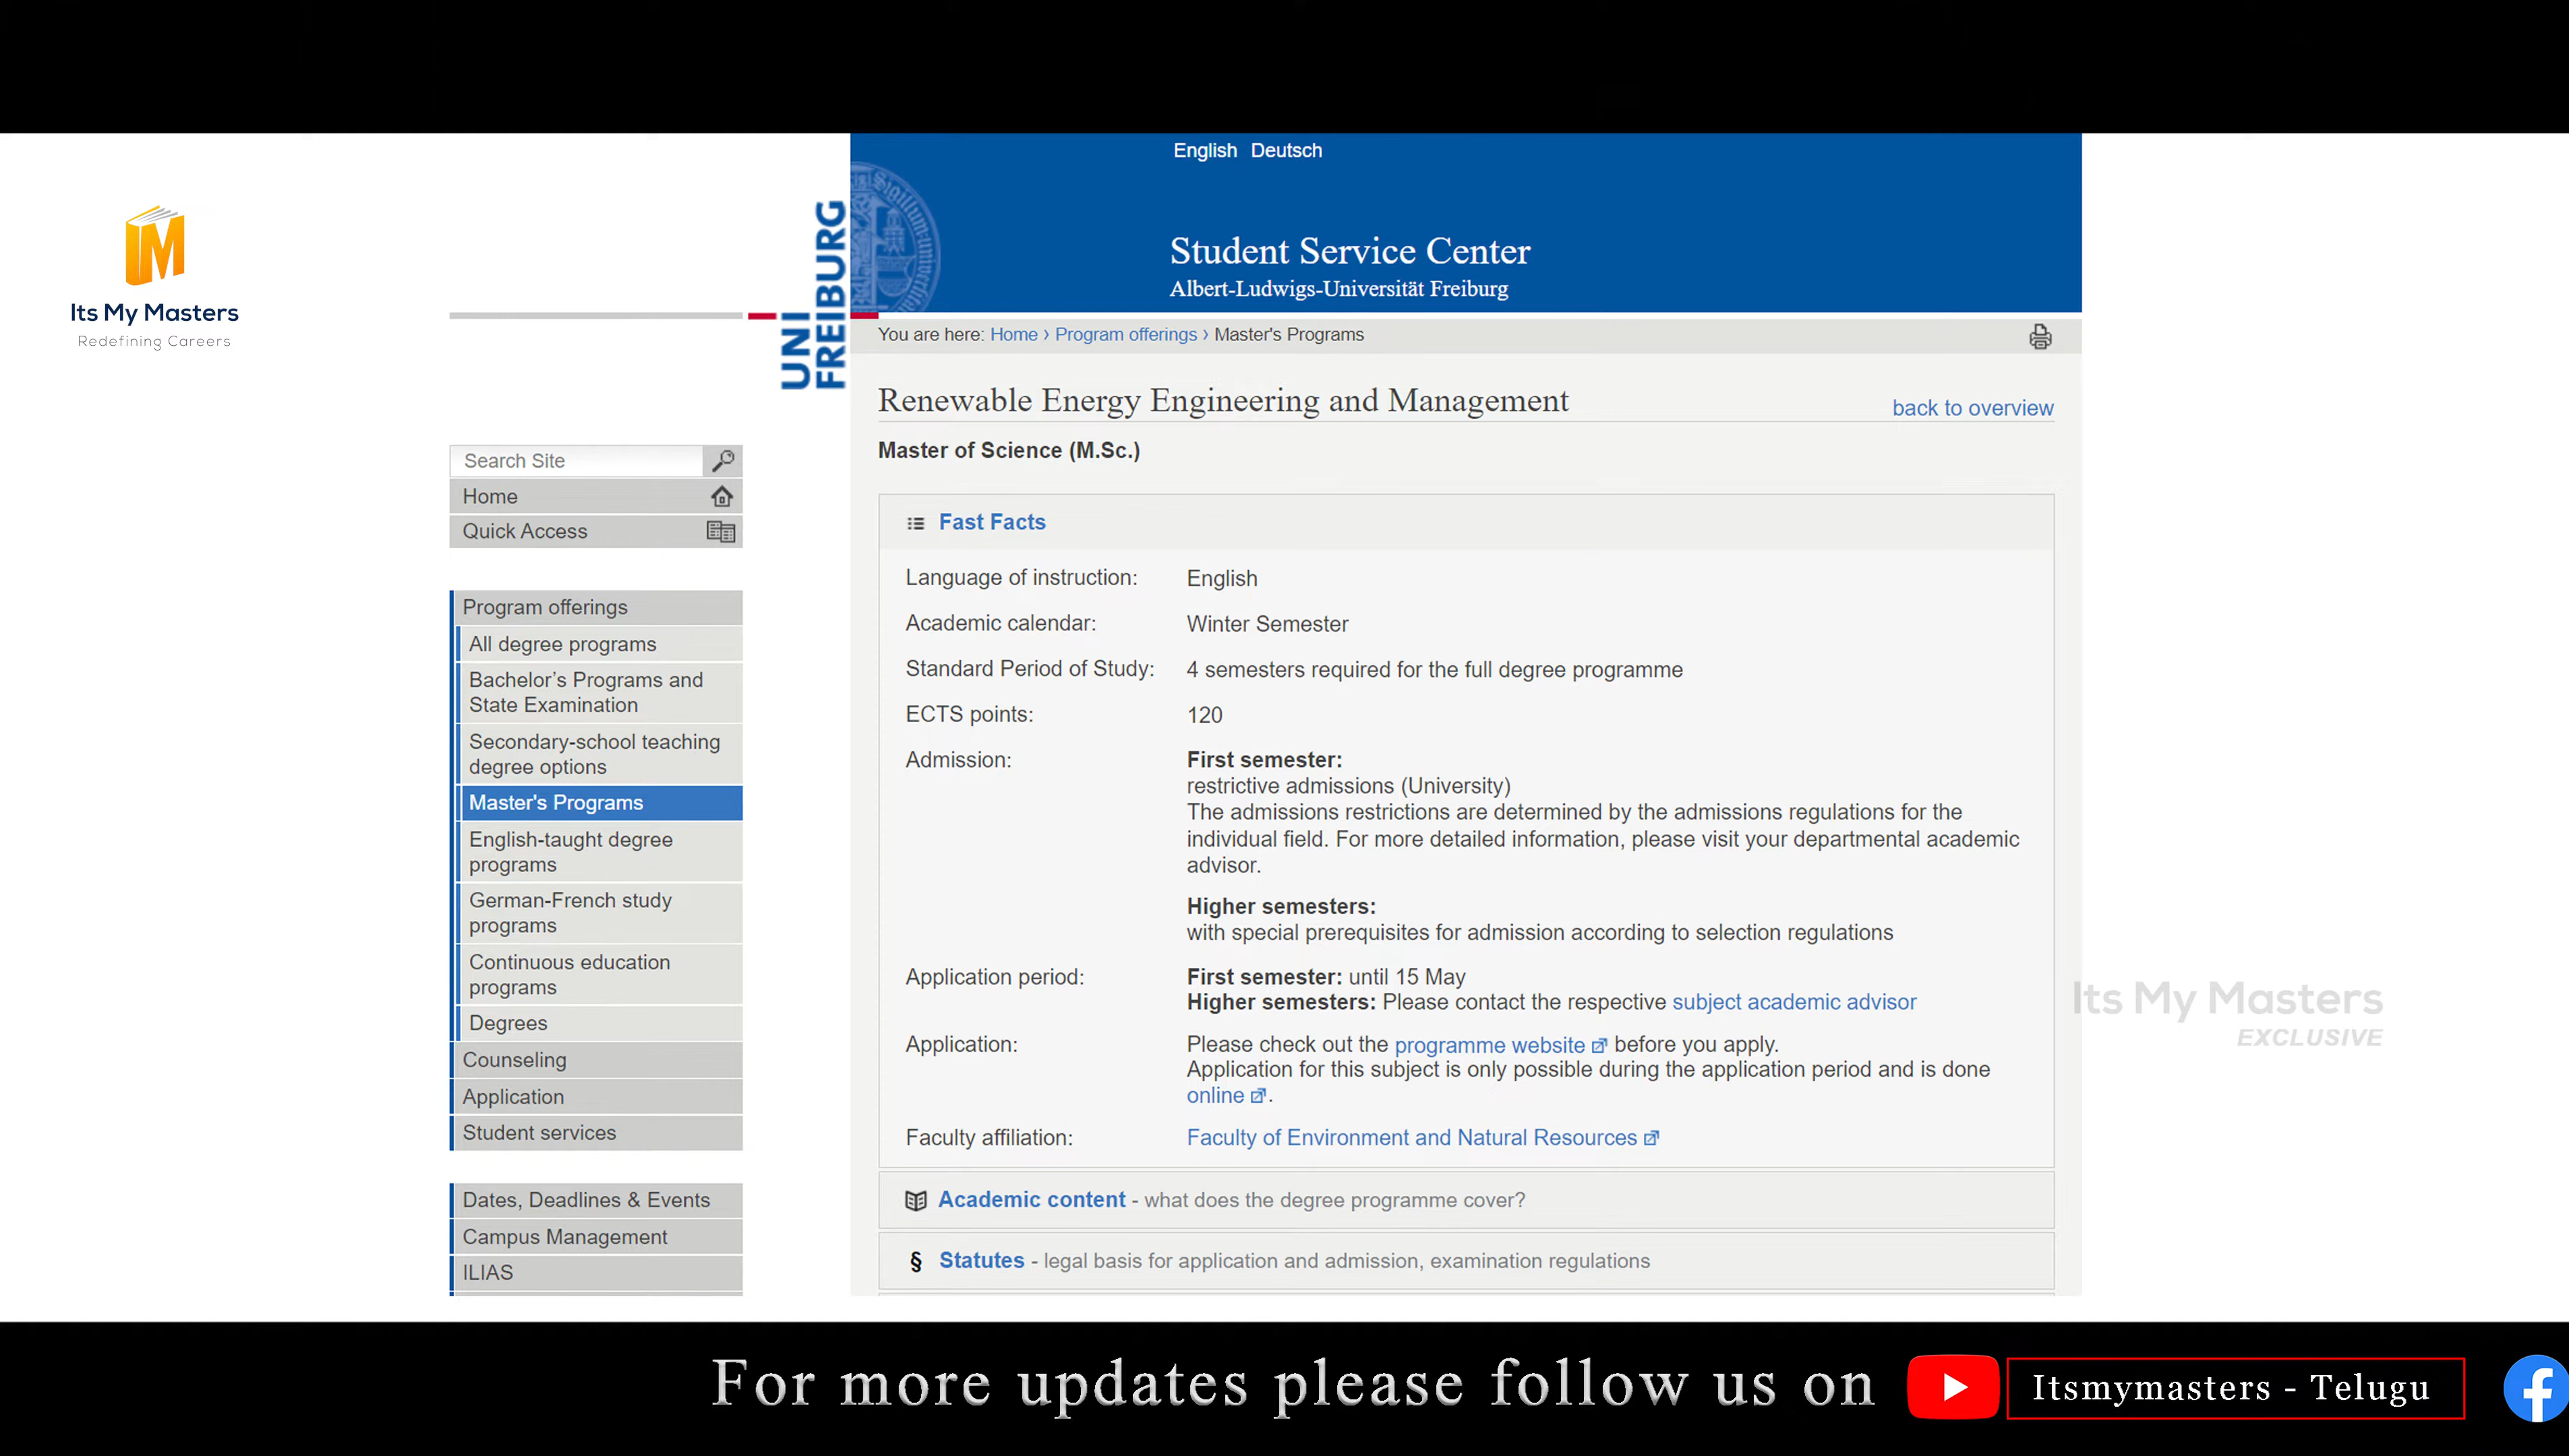 Its My Masters
Redefining Careers
UNI
FREIBURG
English Deutsch
Student Service Center
Albert-Ludwigs-Universität Freiburg
You are here: Home › Program offerings › Master's Programs
Search Site
Home
Quick Access
Program offerings
All degree programs
Bachelor's Programs and
State Examination
Secondary-school teaching
degree options
Master's Programs
English-taught degree
programs
German-French study
programs
Continuous education
programs
Degrees
Counseling
Application
Student services
Dates, Deadlines & Events
Campus Management
ILIAS
Renewable Energy Engineering and Management
back to overview
Master of Science (M.Sc.)
Fast Facts
Language of instruction: English
Academic calendar: Winter Semester
Standard Period of Study: 4 semesters required for the full degree programme
ECTS points: 120
Admission: First semester:
restrictive admissions (University)
The admissions restrictions are determined by the admissions regulations for the
individual field. For more detailed information, please visit your departmental academic
advisor.
Higher semesters:
with special prerequisites for admission according to selection regulations
Application period: First semester: until 15 May
Higher semesters: Please contact the respective subject academic advisor
Application: Please check out the programme website before you apply.
Application for this subject is only possible during the application period and is done
online .
Faculty affiliation: Faculty of Environment and Natural Resources
Academic content - what does the degree programme cover?
§ Statutes - legal basis for application and admission, examination regulations
Its My Masters
EXCLUSIVE
For more updates please follow us on
Itsmymasters - Telugu